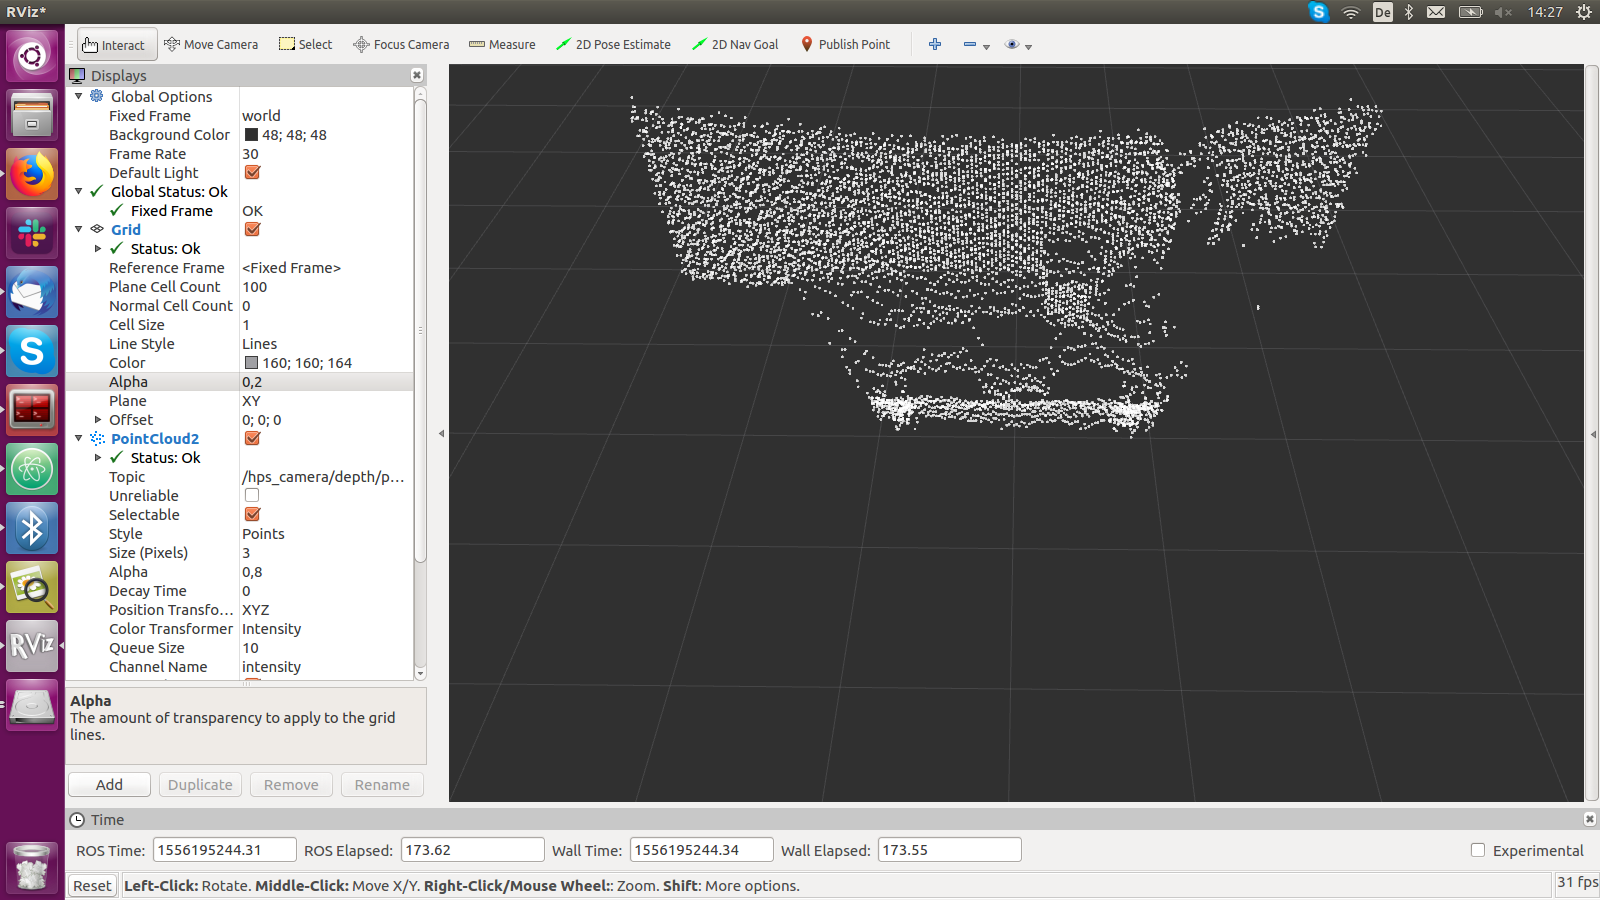 RViz*
De
14:27
Interact Move Camera Select Focus Camera Measure 2D Pose Estimate 2D Nav Goal Publish Point
Displays
Global Options
Fixed Frame world
Background Color 48; 48; 48
Frame Rate 30
Default Light
Global Status: Ok
Fixed Frame OK
Grid
Status: Ok
Reference Frame <Fixed Frame>
Plane Cell Count 100
Normal Cell Count 0
Cell Size 1
Line Style Lines
Color 160; 160; 164
Alpha 0,2
Plane XY
Offset 0; 0; 0
PointCloud2
Status: Ok
Topic /hps_camera/depth/p...
Unreliable
Selectable
Style Points
Size (Pixels) 3
Alpha 0,8
Decay Time 0
Position Transfo... XYZ
Color Transformer Intensity
Queue Size 10
Channel Name intensity
Alpha
The amount of transparency to apply to the grid
lines.
Add Duplicate Remove Rename
Time
ROS Time: 1556195244.31 ROS Elapsed: 173.62 Wall Time: 1556195244.34 Wall Elapsed: 173.55 Experimental
Reset Left-Click: Rotate. Middle-Click: Move X/Y. Right-Click/Mouse Wheel:: Zoom. Shift: More options. 31 fps
S
RViz